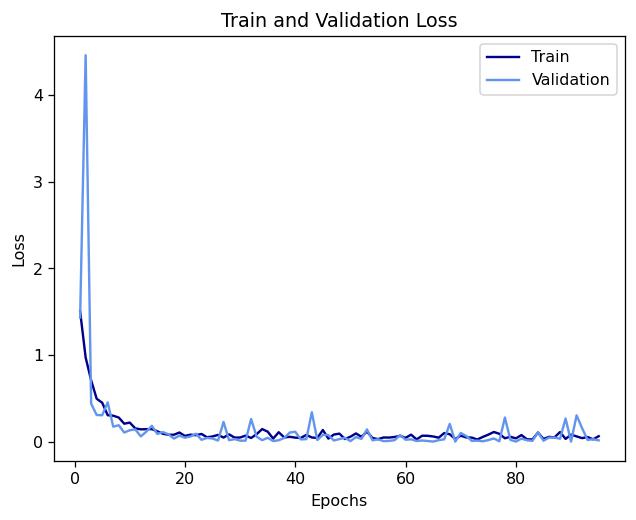 Train and Validation Loss
Train
Validation
4
3
2
1
0
Loss
0 20 40 60 80
Epochs